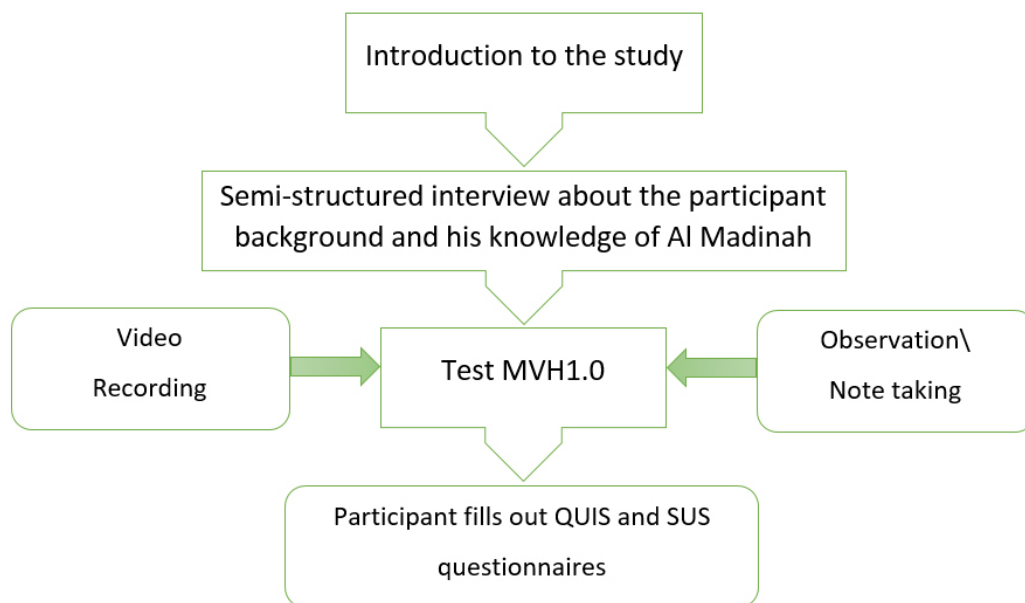 Introduction to the study
Semi-structured interview about the participant
background and his knowledge of Al Madinah
Video
Recording
Test MVH1.0
Observation\
Note taking
Participant fills out QUIS and SUS
questionnaires